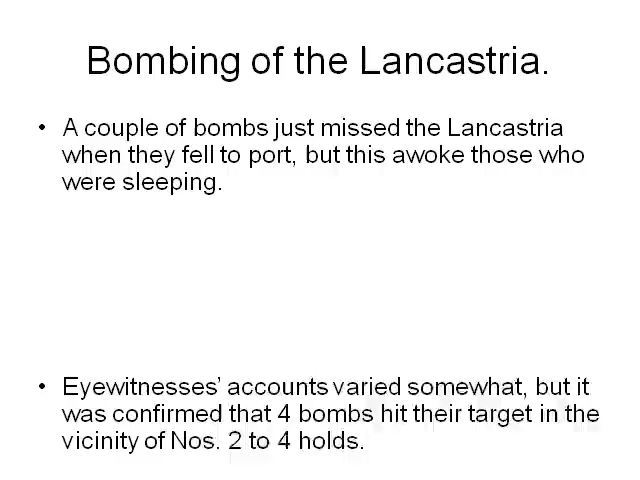 Bombing of the Lancastria.
• A couple of bombs just missed the Lancastria
when they fell to port, but this awoke those who
were sleeping.
• Eyewitnesses’ accounts varied somewhat, but it
was confirmed that 4 bombs hit their target in the
vicinity of Nos. 2 to 4 holds.